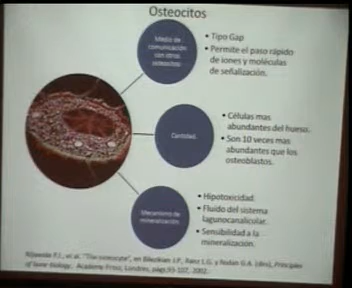 Osteocitos
Medio de
comunicación
con otros
osteocitos
• Tipo Gap
• Permite el paso rápido
de iones y moléculas
de señalización.
Cantidad.
• Células mas
abundantes del hueso.
• Son 10 veces mas
abundantes que los
osteoblastos.
Mecanismo de
mineralización.
• Hipotoxicidad.
• Fluido del sistema
lagunocanalicular.
• Sensibilidad a la
mineralización.
Nijweide P.J., et al. "The osteocyte", en Bilezikian J.P., Raisz L.G. y Rodan G.A. (dirs), Principles
of bone biology, Academic Press, Londres, págs.93-107, 2002.